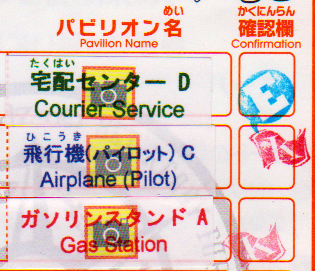 めい
パビリオン名
Pavilion Name
かくにんらん
確認欄
Confirmation
たくはい
宅配センター D
Courier Service
ひこうき
飛行機(パイロット) C
Airplane (Pilot)
ガソリンスタンド A
Gas Station